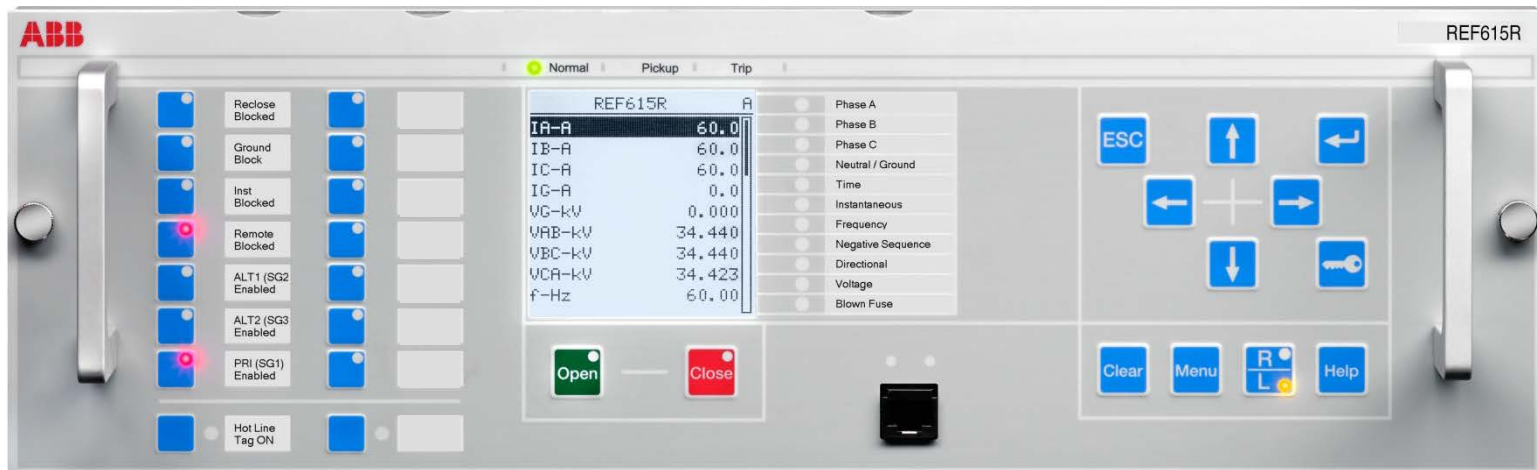 ABB
REF615R
Normal
Pickup
Trip
Reclose
Blocked
Ground
Block
Inst
Blocked
Remote
Blocked
ALT1 (SG2
Enabled
ALT2 (SG3
Enabled
PRI (SG1)
Enabled
Hot Line
Tag ON
REF615R A
IA-A 60.0
IB-A 60.0
IC-A 60.0
IG-A 0.0
VG-kV 0.000
VAB-kV 34.440
VBC-kV 34.440
VCA-kV 34.423
f-Hz 60.00
Phase A
Phase B
Phase C
Neutral / Ground
Time
Instantaneous
Frequency
Negative Sequence
Directional
Voltage
Blown Fuse
Open
Close
ESC
Clear
Menu
R
L
Help